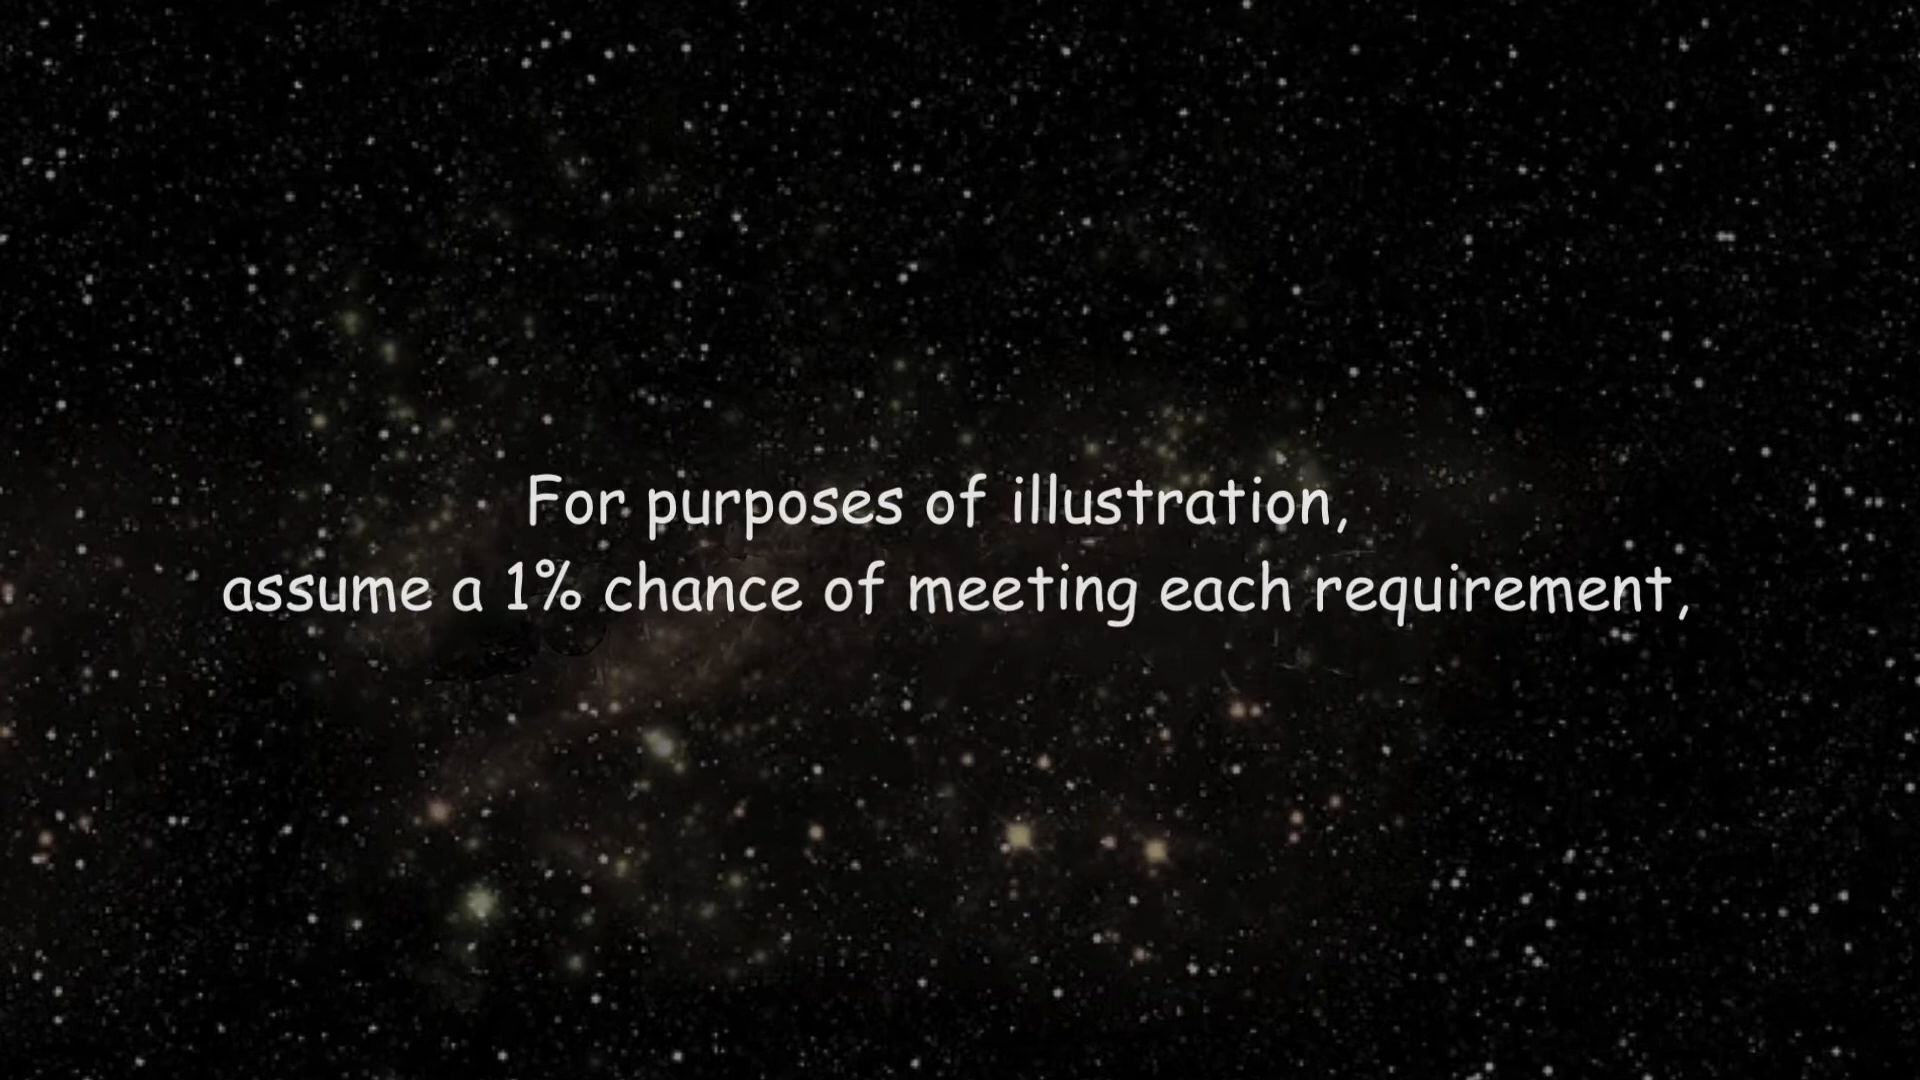 For purposes of illustration,
assume a 1% chance of meeting each requirement,